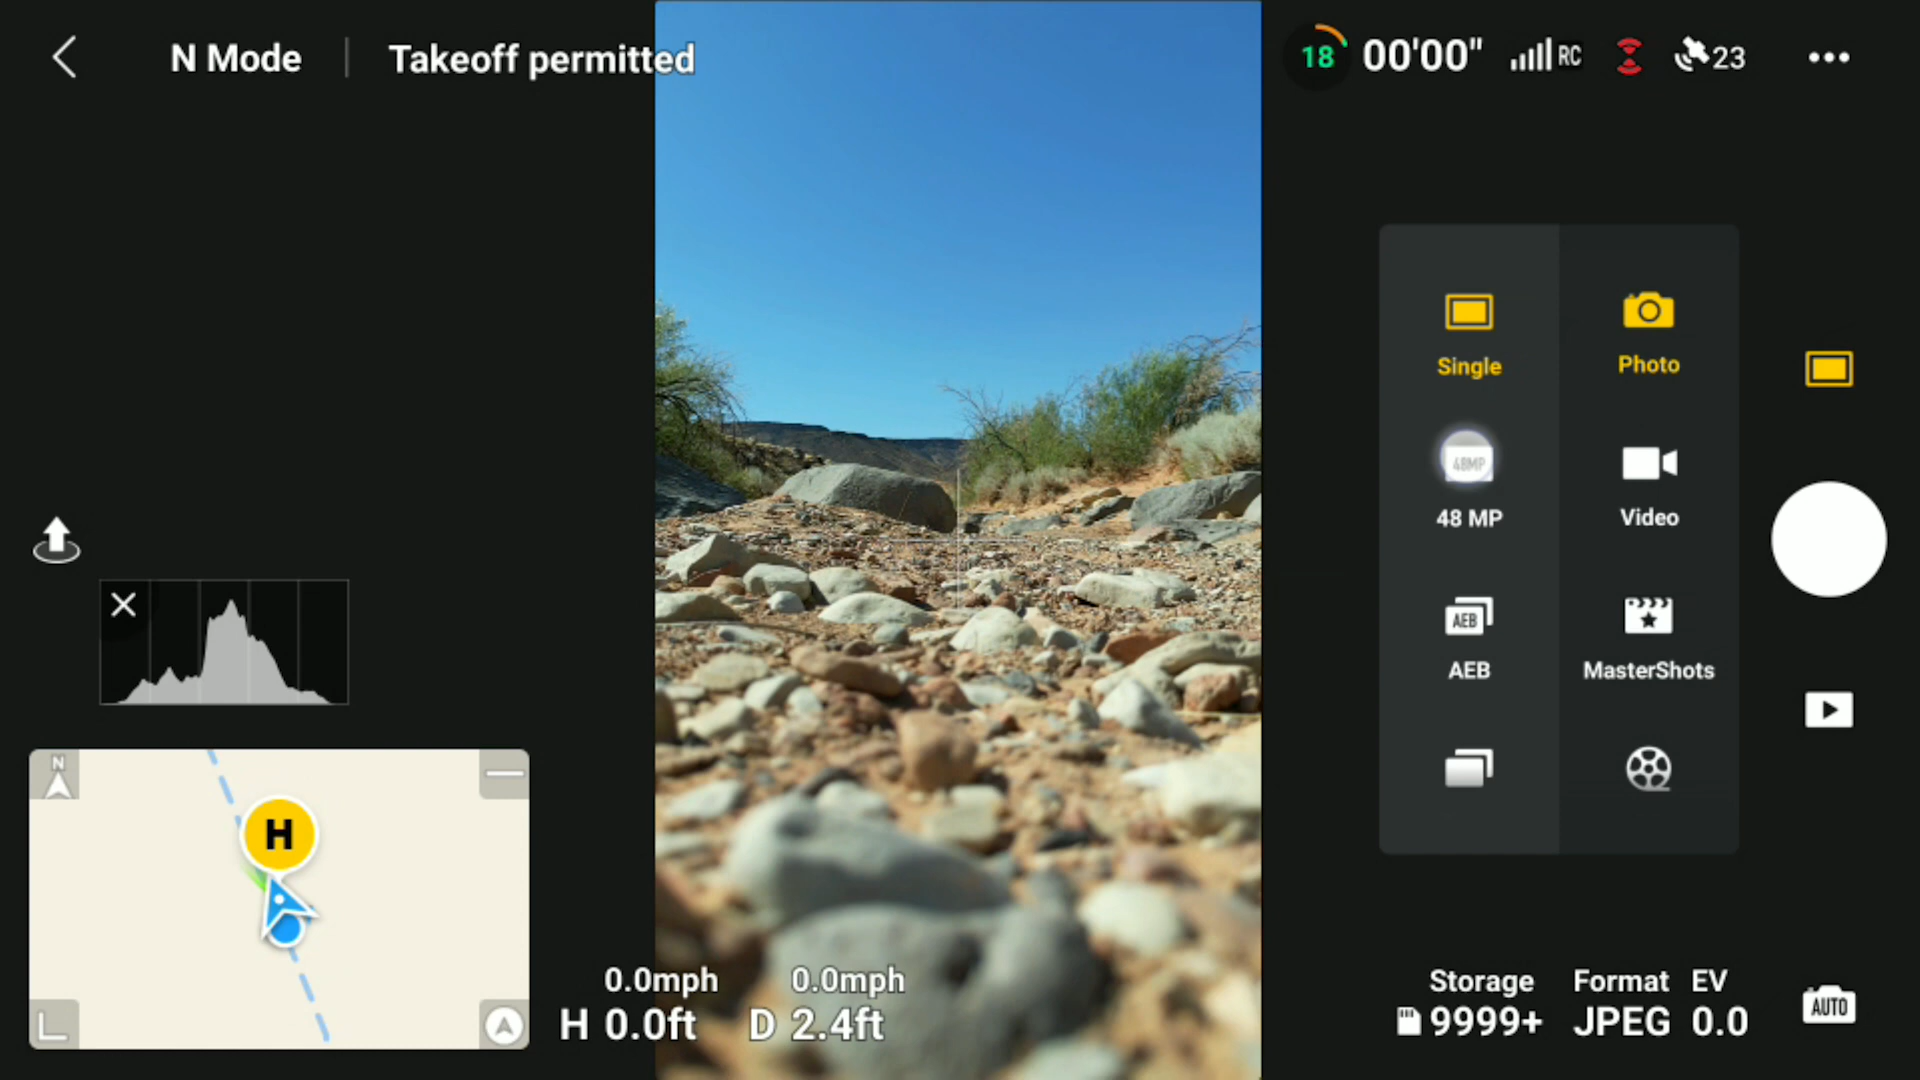 N Mode
Takeoff permitted
18
00'00"
RC
23
Single
Photo
48MP
48 MP
Video
AEB
AEB
MasterShots
N
H
0.0mph
0.0mph
H 0.0ft
D 2.4ft
Storage
Format
EV
9999+
JPEG
0.0
AUTO